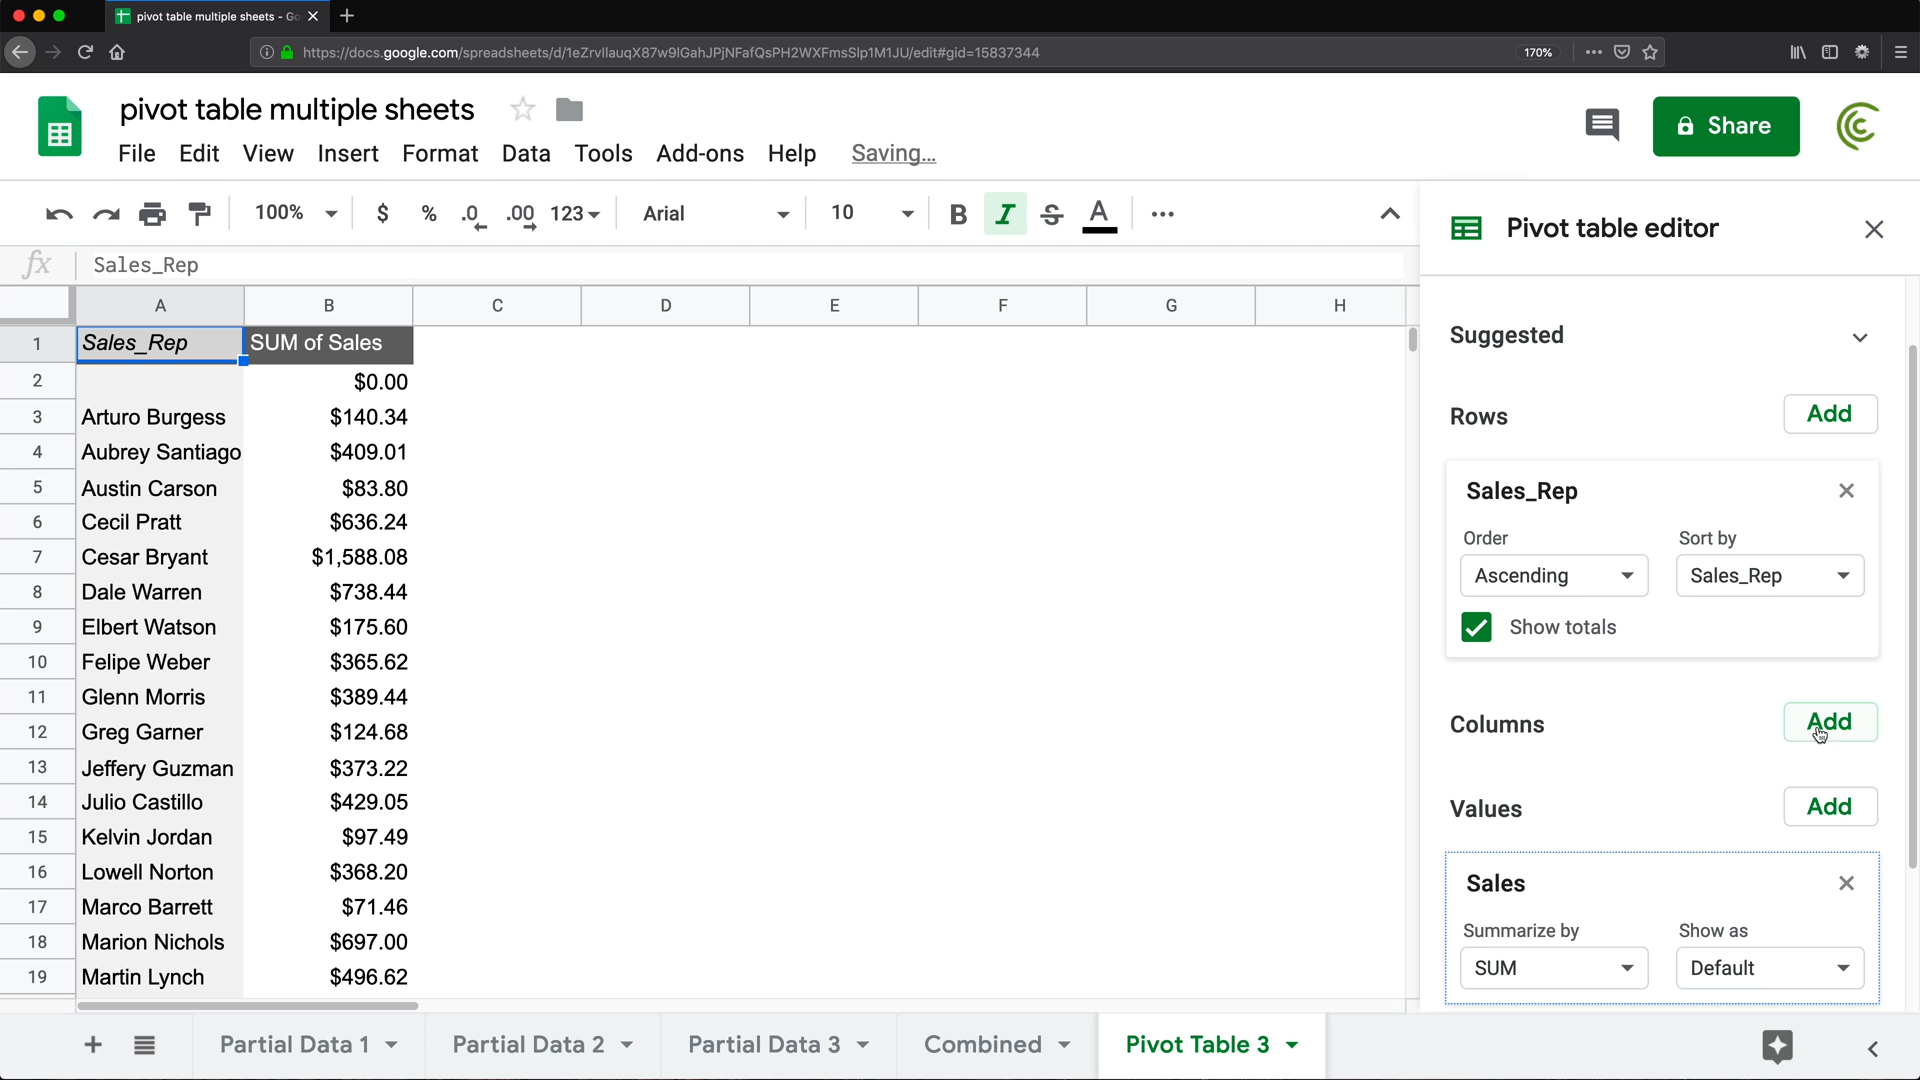 pivot table multiple sheets - Go
https://docs.google.com/spreadsheets/d/1eZrvIlauqX87w9lGahJPjNFafQsPH2WXFmsSlp1M1JU/edit#gid=15837344
170%
pivot table multiple sheets
File Edit View Insert Format Data Tools Add-ons Help Saving...
Share
100% $ % .0 .00 123 Arial 10 B I S A
Pivot table editor
fx Sales_Rep
A B C D E F G H
1 Sales_Rep SUM of Sales
2 $0.00
3 Arturo Burgess $140.34
4 Aubrey Santiago $409.01
5 Austin Carson $83.80
6 Cecil Pratt $636.24
7 Cesar Bryant $1,588.08
8 Dale Warren $738.44
9 Elbert Watson $175.60
10 Felipe Weber $365.62
11 Glenn Morris $389.44
12 Greg Garner $124.68
13 Jeffery Guzman $373.22
14 Julio Castillo $429.05
15 Kelvin Jordan $97.49
16 Lowell Norton $368.20
17 Marco Barrett $71.46
18 Marion Nichols $697.00
19 Martin Lynch $496.62
Suggested
Rows Add
Sales_Rep
Order Sort by
Ascending Sales_Rep
Show totals
Columns Add
Values Add
Sales
Summarize by Show as
SUM Default
Partial Data 1 Partial Data 2 Partial Data 3 Combined Pivot Table 3